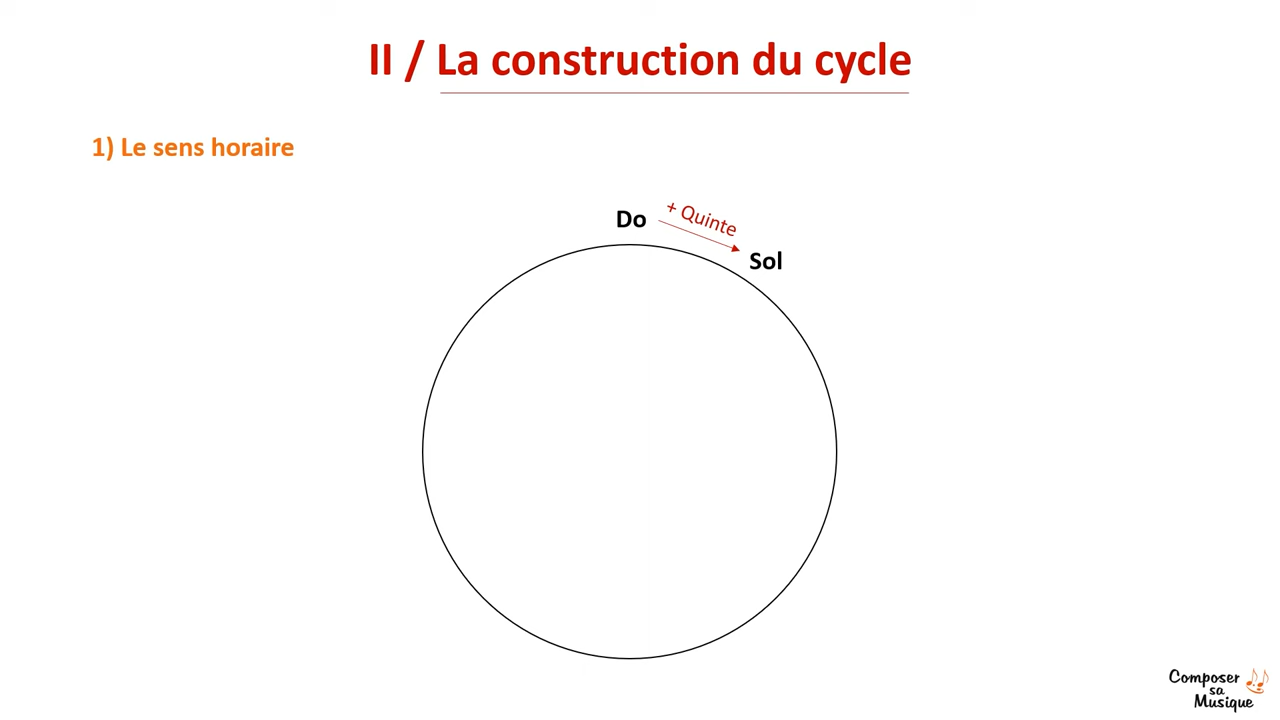 II / La construction du cycle
1) Le sens horaire
Do
+ Quinte
Sol
Composer
sa
Musique